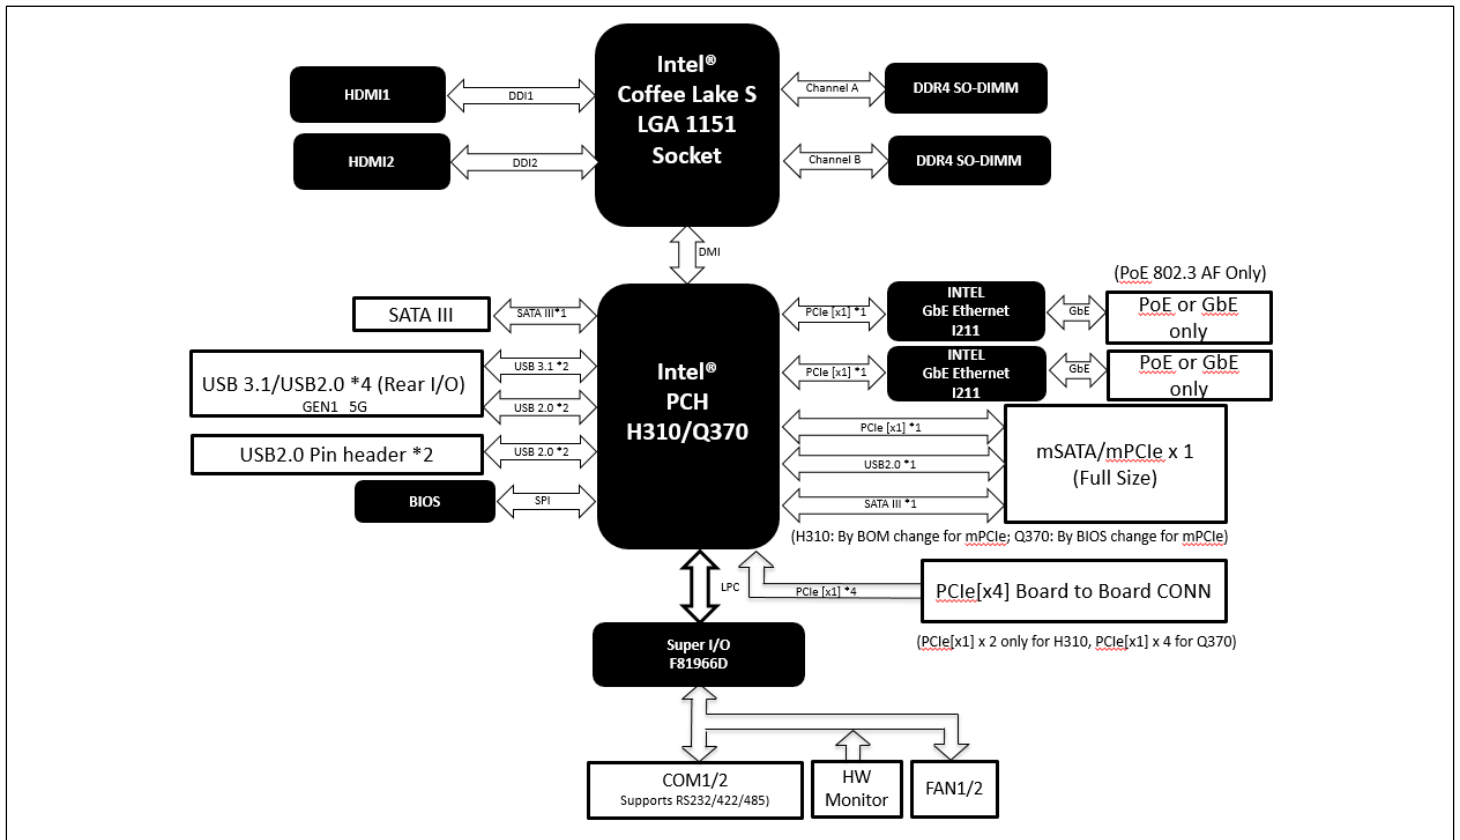 Intel®
Coffee Lake S
LGA 1151
Socket
HDMI1
DDI1
Channel A
DDR4 SO-DIMM
HDMI2
DDI2
Channel B
DDR4 SO-DIMM
DMI
(PoE 802.3 AF Only)
SATA III
SATA III*1
PCIe [x1] *1
INTEL
GbE Ethernet
I211
GbE
PoE or GbE
only
USB 3.1/USB2.0 *4 (Rear I/O)
GEN1 5G
USB 3.1 *2
USB 2.0 *2
Intel®
PCH
H310/Q370
PCIe [x1] *1
INTEL
GbE Ethernet
I211
GbE
PoE or GbE
only
USB2.0 Pin header *2
USB 2.0 *2
PCIe [x1] *1
USB2.0 *1
SATA III *1
mSATA/mPCIe x 1
(Full Size)
BIOS
SPI
(H310: By BOM change for mPCIe; Q370: By BIOS change for mPCIe)
LPC
PCIe [x1] *4
PCIe[x4] Board to Board CONN
(PCIe[x1] x 2 only for H310, PCIe[x1] x 4 for Q370)
Super I/O
F81966D
COM1/2
Supports RS232/422/485)
HW
Monitor
FAN1/2